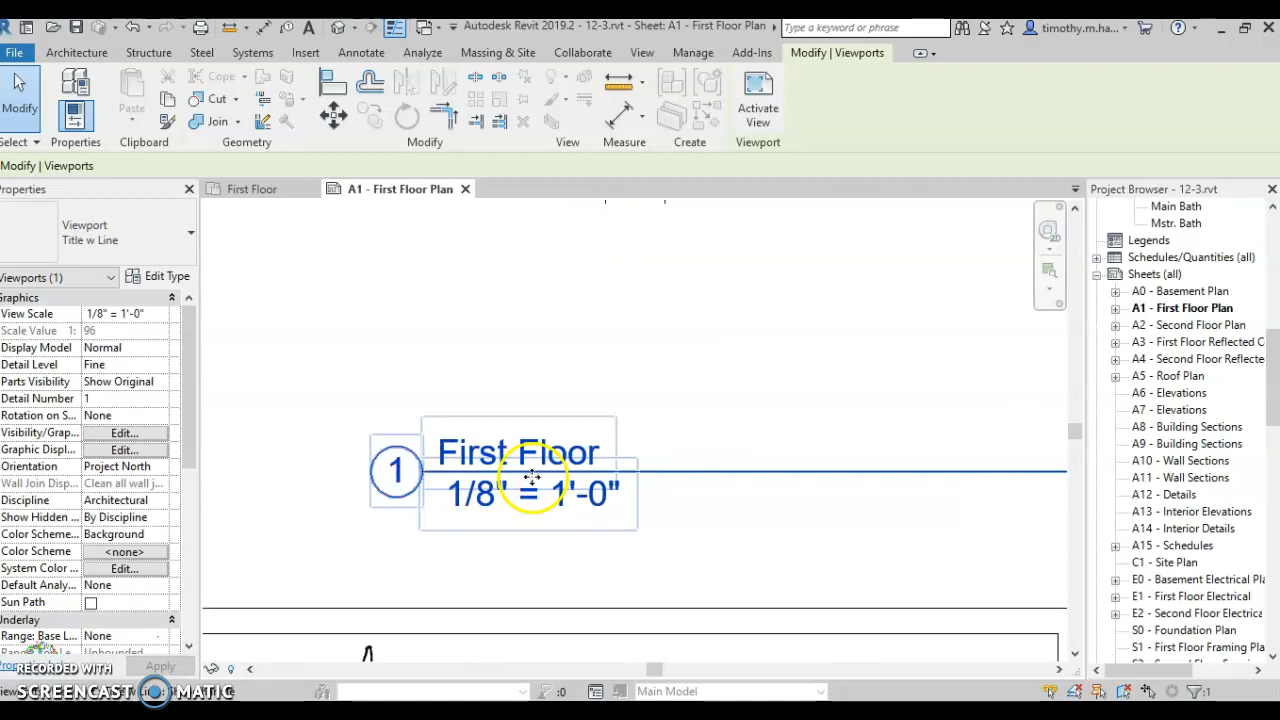 Autodesk Revit 2019.2 - 12-3.rvt - Sheet: A1 - First Floor Plan
Type a keyword or phrase
timothy.m.ha...
File Architecture Structure Steel Systems Insert Annotate Analyze Massing & Site Collaborate View Manage Add-Ins Modify | Viewports
Modify
Paste
Cope
Cut
Join
Activate
View
Select Properties Clipboard Geometry Modify View Measure Create Viewport
Modify | Viewports
Properties
First Floor
A1 - First Floor Plan
Project Browser - 12-3.rvt
Viewport
Title w Line
Viewports (1)
Edit Type
Graphics
View Scale 1/8" = 1'-0"
Scale Value 1: 96
Display Model Normal
Detail Level Fine
Parts Visibility Show Original
Detail Number 1
Rotation on S... None
Visibility/Grap... Edit...
Graphic Displ... Edit...
Orientation Project North
Wall Join Displ... Clean all wall j...
Discipline Architectural
Show Hidden ... By Discipline
Color Scheme ... Background
Color Scheme <none>
System Color ... Edit...
Default Analy... None
Sun Path
Underlay
Range: Base L... None
Apply
2D
1
First Floor
1/8" = 1'-0"
Main Bath
Mstr. Bath
Legends
Schedules/Quantities (all)
Sheets (all)
A0 - Basement Plan
A1 - First Floor Plan
A2 - Second Floor Plan
A3 - First Floor Reflected C
A4 - Second Floor Reflecte
A5 - Roof Plan
A6 - Elevations
A7 - Elevations
A8 - Building Sections
A9 - Building Sections
A10 - Wall Sections
A11 - Wall Sections
A12 - Details
A13 - Interior Elevations
A14 - Interior Details
A15 - Schedules
C1 - Site Plan
E0 - Basement Electrical Pla
E1 - First Floor Electrical
E2 - Second Floor Electrica
S0 - Foundation Plan
S1 - First Floor Framing Pla
RECORDED WITH
SCREENCAST MATIC
:0
Main Model
:1